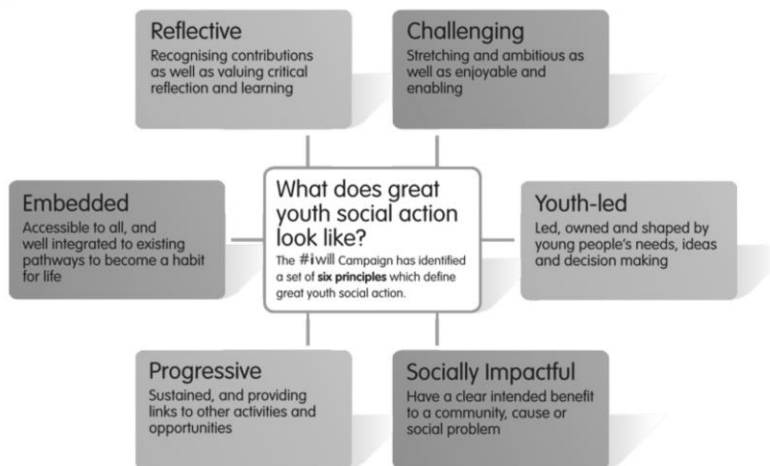 Reflective
Recognising contributions
as well as valuing critical
reflection and learning
Challenging
Stretching and ambitious as
well as enjoyable and
enabling
Embedded
Accessible to all, and
well integrated to existing
pathways to become a habit
for life
What does great
youth social action
look like?
The #iwill Campaign has identified
a set of six principles which define
great youth social action.
Youth-led
Led, owned and shaped by
young people's needs, ideas
and decision making
Progressive
Sustained, and providing
links to other activities and
opportunities
Socially Impactful
Have a clear intended benefit
to a community, cause or
social problem